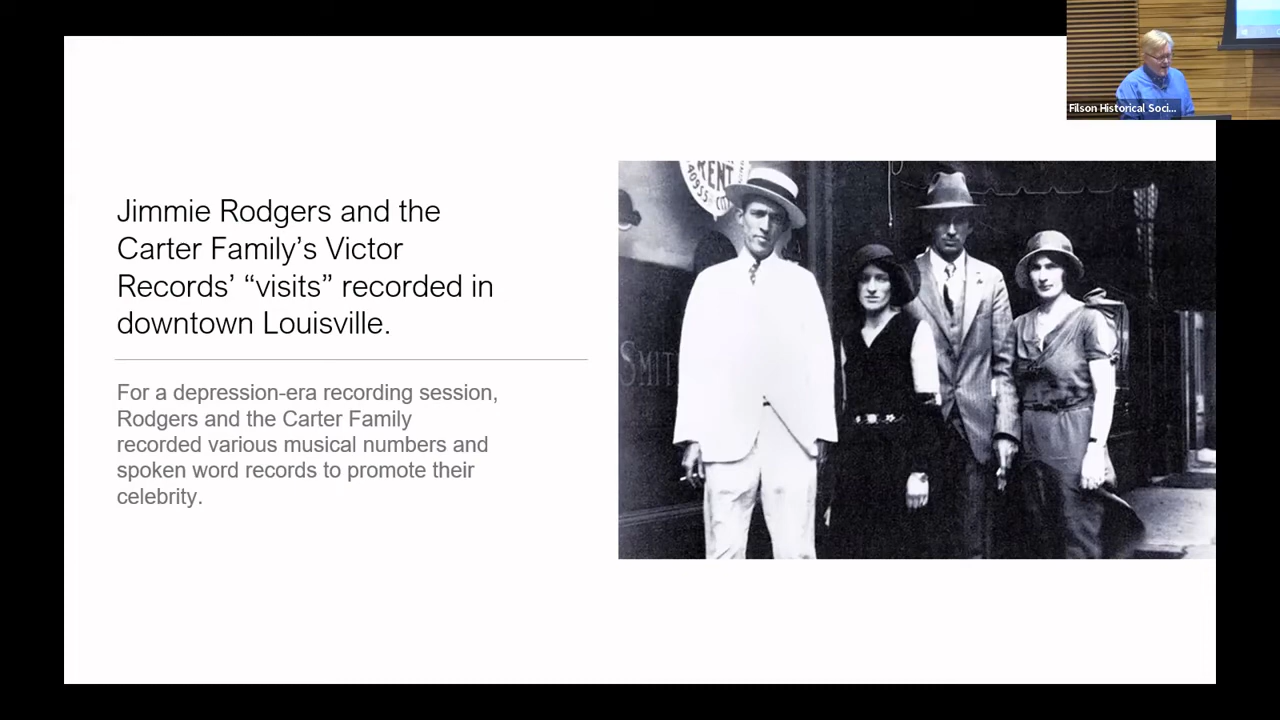 Filson Historical Soci...
Jimmie Rodgers and the
Carter Family’s Victor
Records’ “visits” recorded in
downtown Louisville.
For a depression-era recording session,
Rodgers and the Carter Family
recorded various musical numbers and
spoken word records to promote their
celebrity.
RENT
SMIT